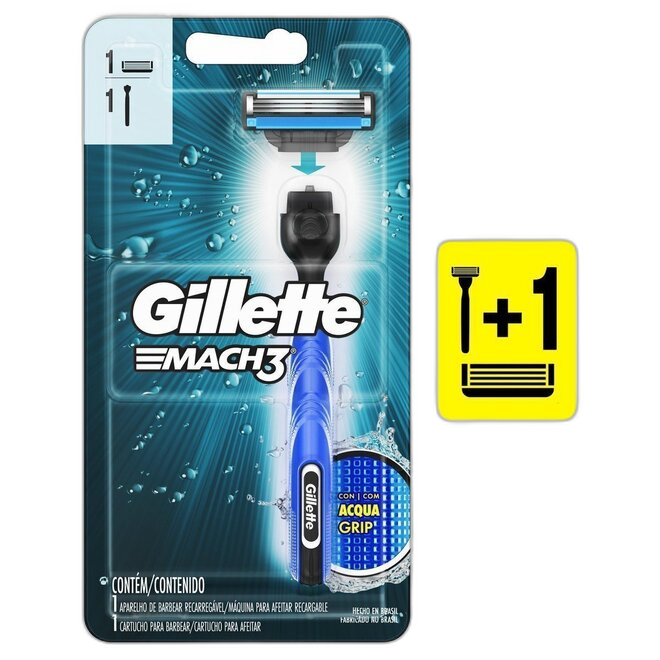 1
1
Gillette
MACH3
Gillette
CON | COM
ACQUA
GRIP
CONTÉM/CONTENIDO
1 APARELHO DE BARBEAR RECARREGÁVEL/MÁQUINA PARA AFEITAR RECARGABLE
1 CARTUCHO PARA BARBEAR/CARTUCHO PARA AFEITAR
HECHO EN BRASIL
FABRICADO NO BRASIL
+1